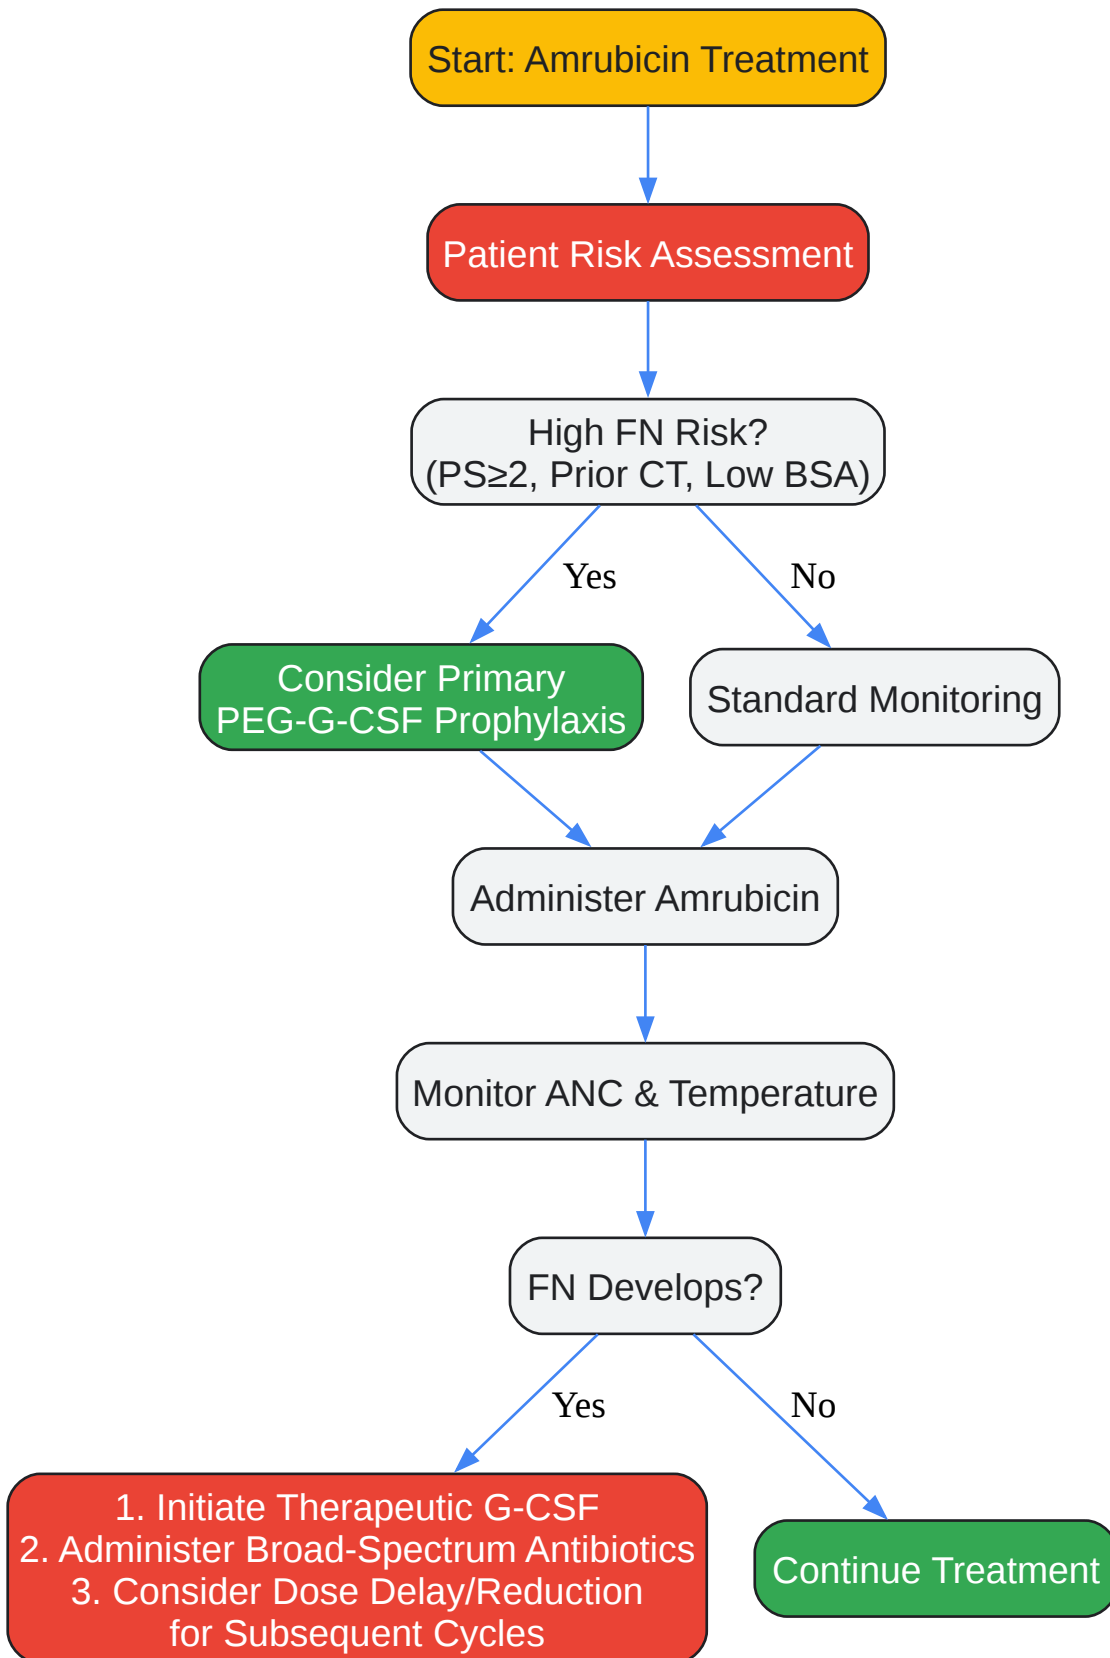 Start: Amrubicin Treatment
Patient Risk Assessment
High FN Risk?
(PS≥2, Prior CT, Low BSA)
Yes
No
Consider Primary
PEG-G-CSF Prophylaxis
Standard Monitoring
Administer Amrubicin
Monitor ANC & Temperature
FN Develops?
Yes
No
1. Initiate Therapeutic G-CSF
2. Administer Broad-Spectrum Antibiotics
3. Consider Dose Delay/Reduction
for Subsequent Cycles
Continue Treatment